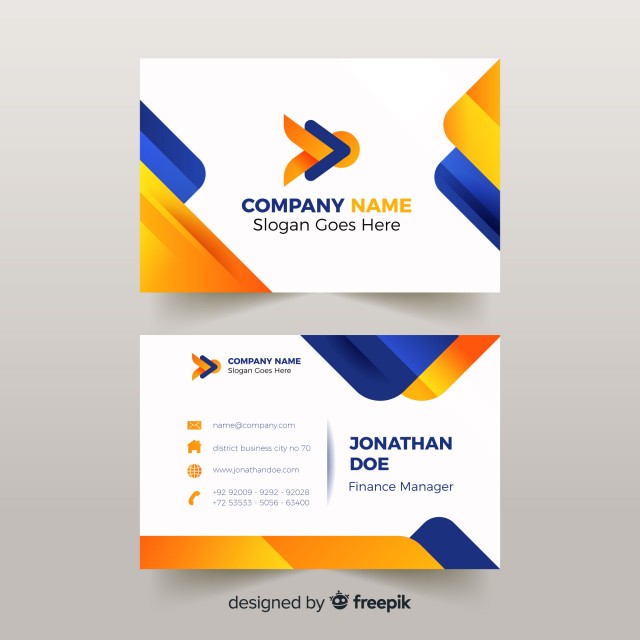 COMPANY NAME
Slogan Goes Here
COMPANY NAME
Slogan Goes Here
name@company.com
district business city no 70
www.jonathandoe.com
+92 92009 - 9292 - 92028
+72 53533 - 5056 - 63400
JONATHAN
DOE
Finance Manager
designed by freepik